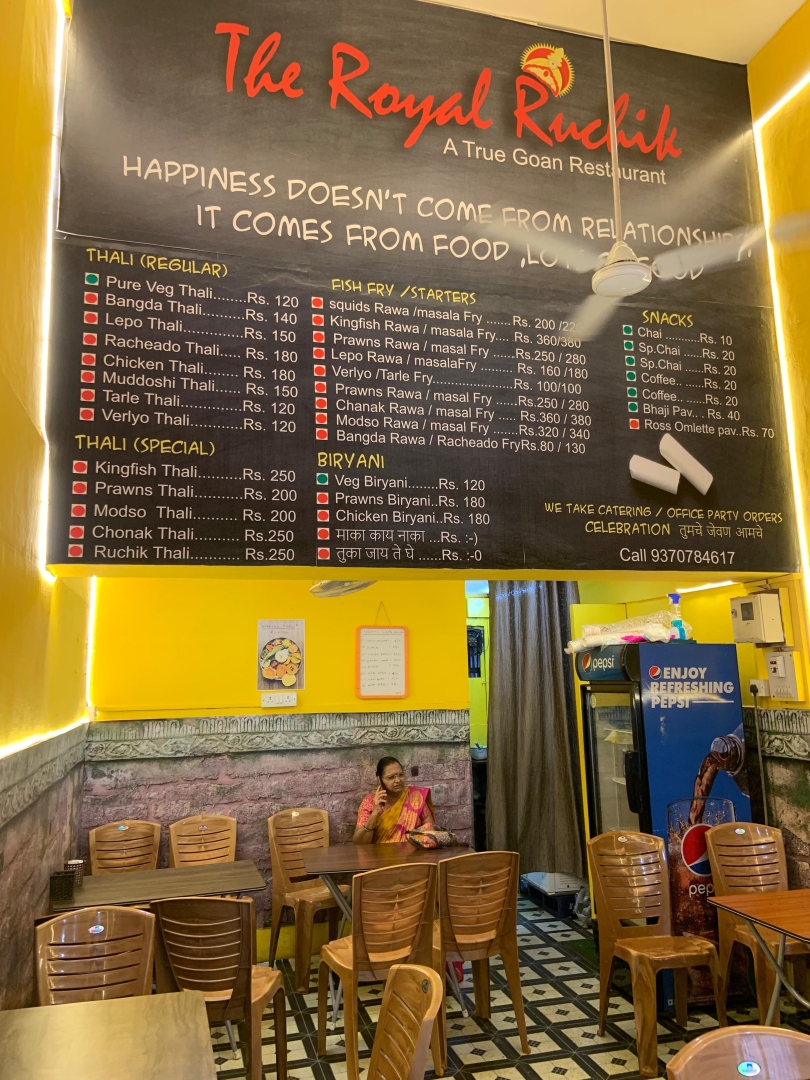 The Royal Ruchik
A True Goan Restaurant
HAPPINESS DOESN'T COME FROM RELATIONSHIP
IT COMES FROM FOOD
THALI (REGULAR)
Pure Veg Thali.......Rs. 120
Bangda Thali.........Rs. 140
Lepo Thali.............Rs. 150
Racheado Thali.....Rs. 180
Chicken Thali........Rs. 180
Muddoshi Thali.....Rs. 150
Tarle Thali.............Rs. 120
Verlyo Thali...........Rs. 120
THALI (SPECIAL)
Kingfish Thali..........Rs. 250
Prawns Thali..........Rs. 200
Modso Thali...........Rs. 200
Chonak Thali..........Rs.250
Ruchik Thali...........Rs.250
FISH FRY /STARTERS
squids Rawa /masala Fry .......Rs. 200
Kingfish Rawa / masala Fry.... Rs. 360/380
Prawns Rawa / masal Fry .....Rs.250 / 280
Lepo Rawa / masalaFry ....... Rs. 160 /180
Verlyo /Tarle Fry.....................Rs. 100/100
Prawns Rawa / masal Fry .....Rs.250 / 280
Chanak Rawa / masal Fry .....Rs.360 / 380
Modso Rawa / masal Fry ......Rs.320 / 340
Bangda Rawa / Racheado FryRs.80 / 130
BIRYANI
Veg Biryani........Rs. 120
Prawns Biryani..Rs. 180
Chicken Biryani..Rs. 180
माका काय नाका ...Rs. :-)
तुका जाय ते घे ......Rs. :-0
SNACKS
Chai ..........Rs. 10
Sp.Chai .....Rs. 20
Sp.Chai .....Rs. 20
Coffee.. .....Rs. 20
Coffee.. .....Rs. 20
Bhaji Pav.. . Rs. 40
Ross Omlette pav..Rs. 70
WE TAKE CATERING / OFFICE PARTY ORDERS
CELEBRATION तुमचे जेवण आमचे
Call 9370784617
pepsi
ENJOY
REFRESHING
PEPSI